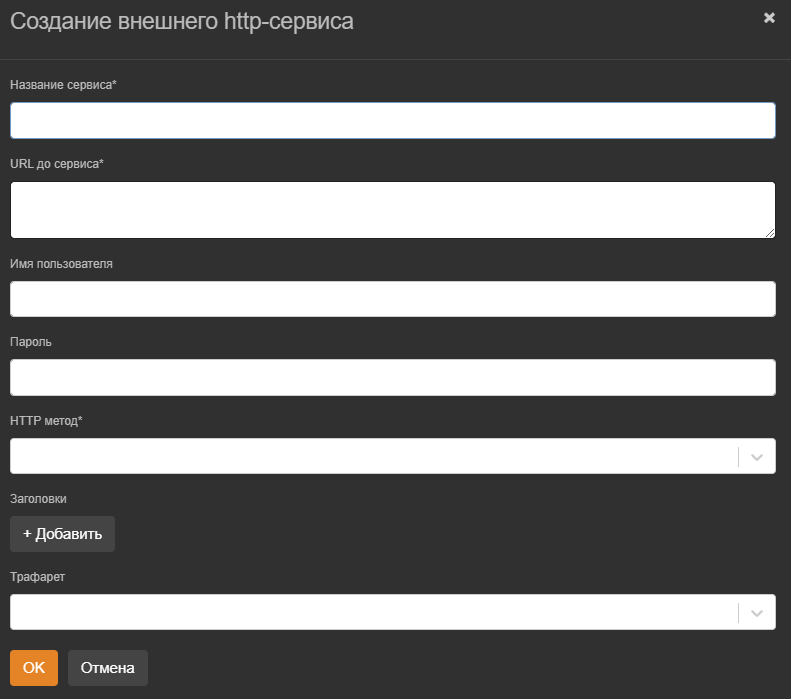 Создание внешнего http-сервиса
Название сервиса*
URL до сервиса*
Имя пользователя
Пароль
HTTP метод*
Заголовки
+ Добавить
Трафарет
OK Отмена